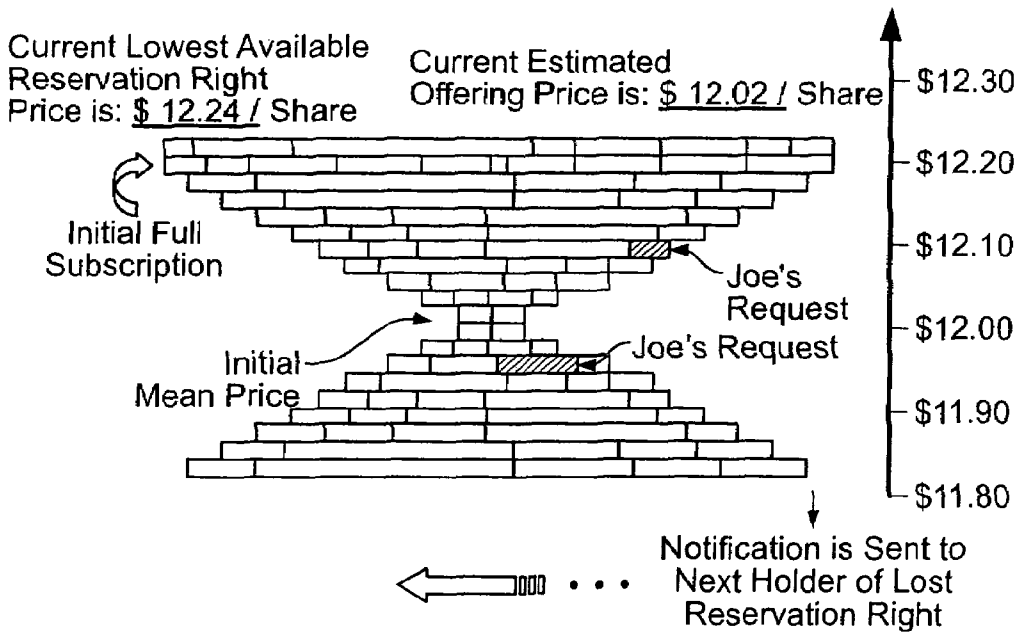 Current Lowest Available
Reservation Right
Price is: $ 12.24 / Share
Current Estimated
Offering Price is: $ 12.02 / Share
$12.30
$12.20
Initial Full
Subscription
$12.10
Joe's
Request
$12.00
Joe's Request
Initial
Mean Price
$11.90
$11.80
Notification is Sent to
Next Holder of Lost
Reservation Right